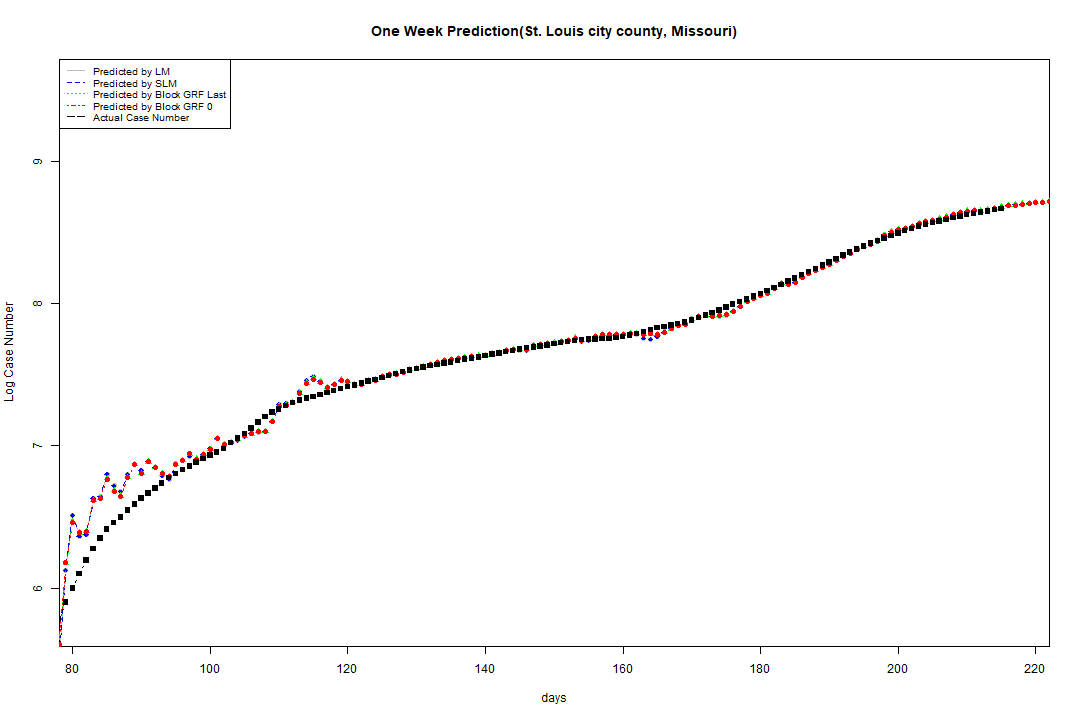 One Week Prediction(St. Louis city county, Missouri)
Predicted by LM
Predicted by SLM
Predicted by Block GRF Last
Predicted by Block GRF 0
Actual Case Number
9
8
7
6
Log Case Number
80 100 120 140 160 180 200 220
days